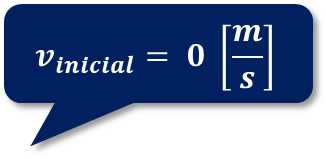 v_inicial = 0 [m/s]